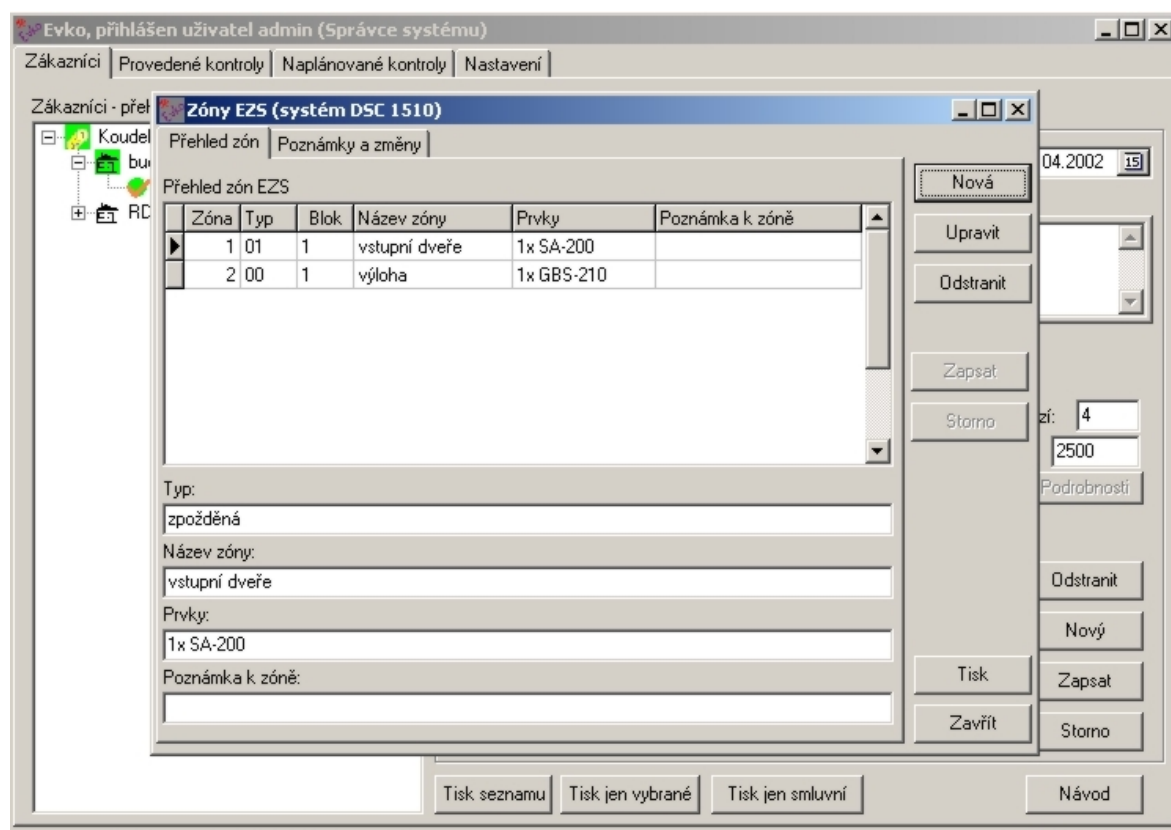 Evko, přihlášen uživatel admin (Správce systému)
Zákazníci Provedené kontroly Naplánované kontroly Nastavení
Zákazníci - přeh
Koudel
bud
RD
04.2002 15
zí: 4
2500
Podrobnosti
Odstranit
Nový
Zapsat
Storno
Tisk seznamu Tisk jen vybrané Tisk jen smluvní Návod
Zóny EZS (systém DSC 1510)
Přehled zón Poznámky a změny
Přehled zón EZS
Zóna Typ Blok Název zóny Prvky Poznámka k zóně
1 01 1 vstupní dveře 1x SA-200
2 00 1 výloha 1x GBS-210
Typ:
zpožděná
Název zóny:
vstupní dveře
Prvky:
1x SA-200
Poznámka k zóně:
Nová
Upravit
Odstranit
Zapsat
Storno
Tisk
Zavřít